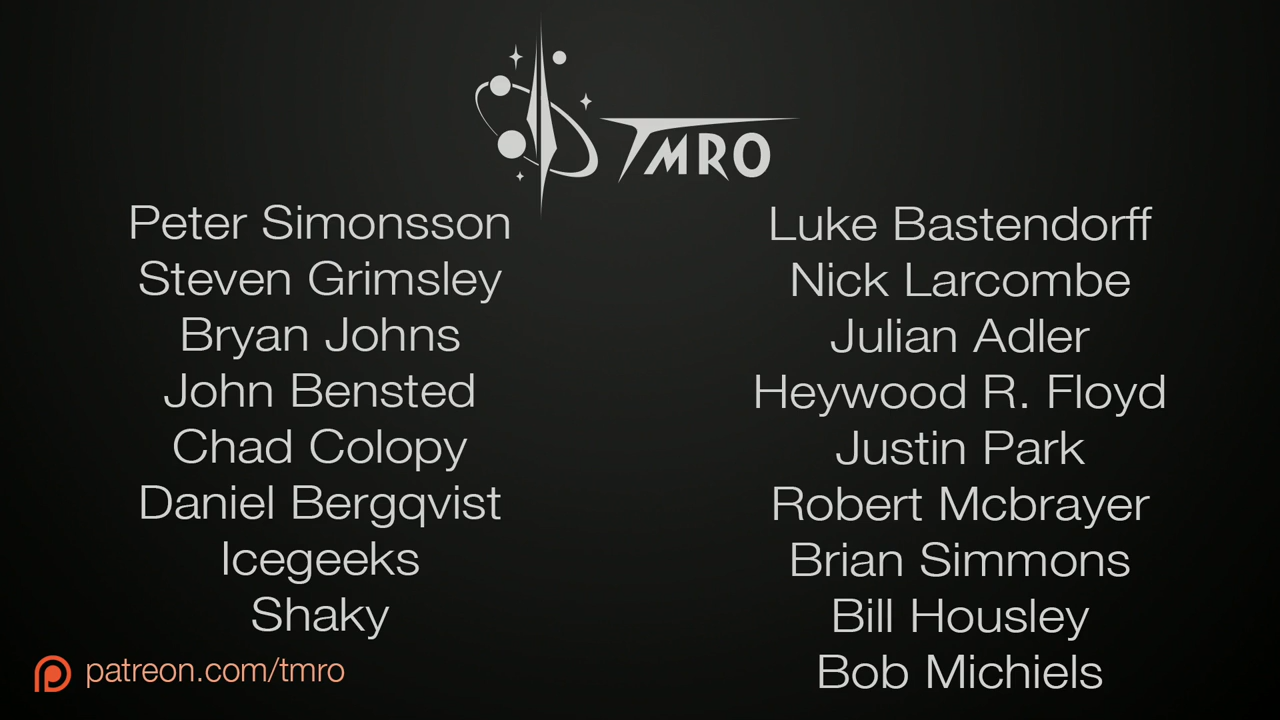 TMRO
Peter Simonsson
Steven Grimsley
Bryan Johns
John Bensted
Chad Colopy
Daniel Bergqvist
Icegeeks
Shaky
Luke Bastendorff
Nick Larcombe
Julian Adler
Heywood R. Floyd
Justin Park
Robert Mcbrayer
Brian Simmons
Bill Housley
Bob Michiels
patreon.com/tmro